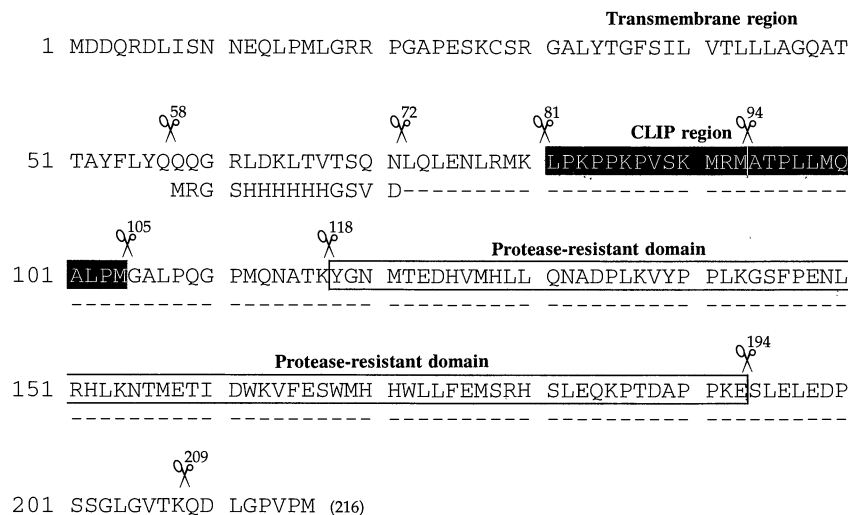 Transmembrane region
1 MDDQRDLISN NEQLPMLGRR PGAPESKCSR GALYTGFSIL VTLLLAGQAT
58 72 81 94
CLIP region
51 TAYFLYQQQG RLDKLTVTSQ NLQLENLRMK LPKPPKPVSK MRMATPLLMQ
MRG SHHHHHHGSV D--------- ---------- ----------
105 118
Protease-resistant domain
101 ALPMGALPQG PMQNATKYGN MTEDHVMHLL QNADPLKVYP PLKGSFPENL
---------- ---------- ---------- ---------- ----------
194
Protease-resistant domain
151 RHLKNTMETI DWKVFESWMH HWLLFEMSRH SLEQKPTDAP PKESLELEDP
---------- ---------- ---------- ---------- ----------
209
201 SSGLGVTKQD LGPVPM (216)